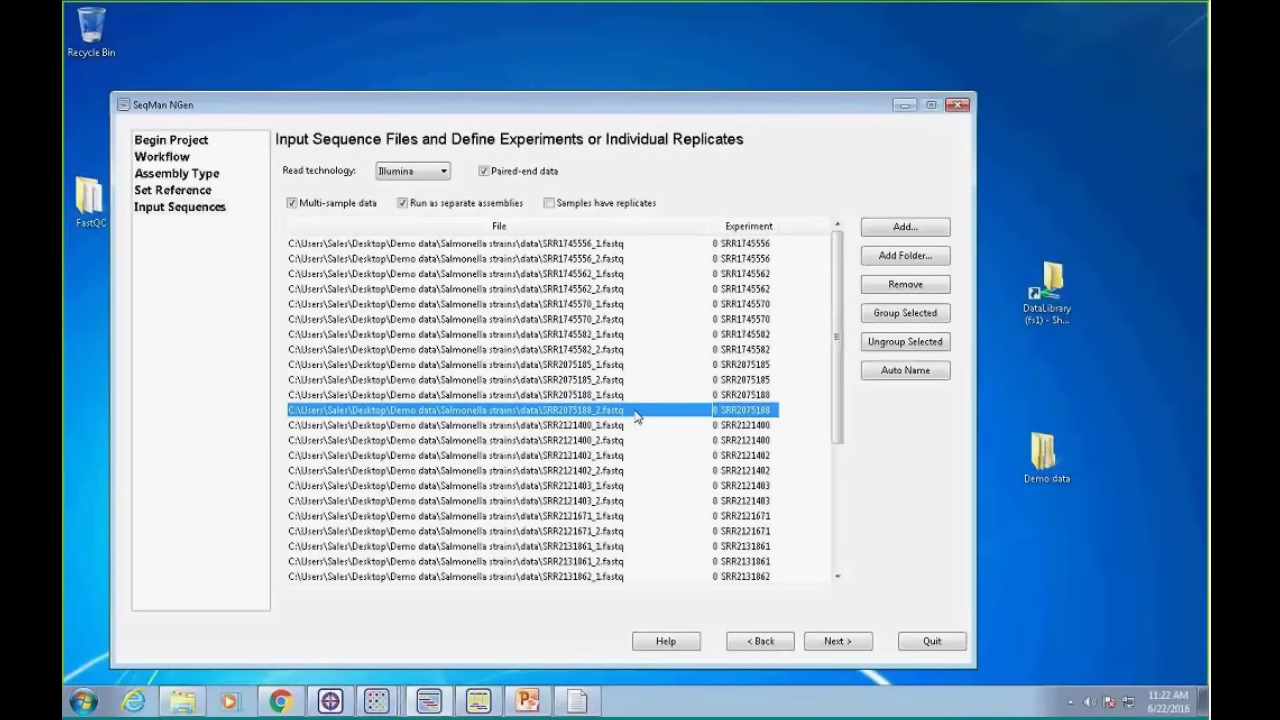 Recycle Bin
SeqMan NGen
Begin Project
Workflow
Assembly Type
Set Reference
Input Sequences
Input Sequence Files and Define Experiments or Individual Replicates
Read technology: Illumina Paired-end data
Multi-sample data Run as separate assemblies Samples have replicates
File Experiment
C:\Users\Sales\Desktop\Demo data\Salmonella strains\data\SRR1745556_1.fastq 0 SRR1745556
C:\Users\Sales\Desktop\Demo data\Salmonella strains\data\SRR1745556_2.fastq 0 SRR1745556
C:\Users\Sales\Desktop\Demo data\Salmonella strains\data\SRR1745562_1.fastq 0 SRR1745562
C:\Users\Sales\Desktop\Demo data\Salmonella strains\data\SRR1745562_2.fastq 0 SRR1745562
C:\Users\Sales\Desktop\Demo data\Salmonella strains\data\SRR1745570_1.fastq 0 SRR1745570
C:\Users\Sales\Desktop\Demo data\Salmonella strains\data\SRR1745570_2.fastq 0 SRR1745570
C:\Users\Sales\Desktop\Demo data\Salmonella strains\data\SRR1745582_1.fastq 0 SRR1745582
C:\Users\Sales\Desktop\Demo data\Salmonella strains\data\SRR1745582_2.fastq 0 SRR1745582
C:\Users\Sales\Desktop\Demo data\Salmonella strains\data\SRR2075185_1.fastq 0 SRR2075185
C:\Users\Sales\Desktop\Demo data\Salmonella strains\data\SRR2075185_2.fastq 0 SRR2075185
C:\Users\Sales\Desktop\Demo data\Salmonella strains\data\SRR2075188_1.fastq 0 SRR2075188
C:\Users\Sales\Desktop\Demo data\Salmonella strains\data\SRR2075188_2.fastq 0 SRR2075188
C:\Users\Sales\Desktop\Demo data\Salmonella strains\data\SRR2121400_1.fastq 0 SRR2121400
C:\Users\Sales\Desktop\Demo data\Salmonella strains\data\SRR2121400_2.fastq 0 SRR2121400
C:\Users\Sales\Desktop\Demo data\Salmonella strains\data\SRR2121402_1.fastq 0 SRR2121402
C:\Users\Sales\Desktop\Demo data\Salmonella strains\data\SRR2121402_2.fastq 0 SRR2121402
C:\Users\Sales\Desktop\Demo data\Salmonella strains\data\SRR2121403_1.fastq 0 SRR2121403
C:\Users\Sales\Desktop\Demo data\Salmonella strains\data\SRR2121403_2.fastq 0 SRR2121403
C:\Users\Sales\Desktop\Demo data\Salmonella strains\data\SRR2121671_1.fastq 0 SRR2121671
C:\Users\Sales\Desktop\Demo data\Salmonella strains\data\SRR2121671_2.fastq 0 SRR2121671
C:\Users\Sales\Desktop\Demo data\Salmonella strains\data\SRR2131861_1.fastq 0 SRR2131861
C:\Users\Sales\Desktop\Demo data\Salmonella strains\data\SRR2131861_2.fastq 0 SRR2131861
C:\Users\Sales\Desktop\Demo data\Salmonella strains\data\SRR2131862_1.fastq 0 SRR2131862
Add...
Add Folder...
Remove
Group Selected
Ungroup Selected
Auto Name
Help
< Back
Next >
Quit
FastQC
DataLibrary
(fs1) - Sh...
Demo data
11:22 AM
6/22/2016